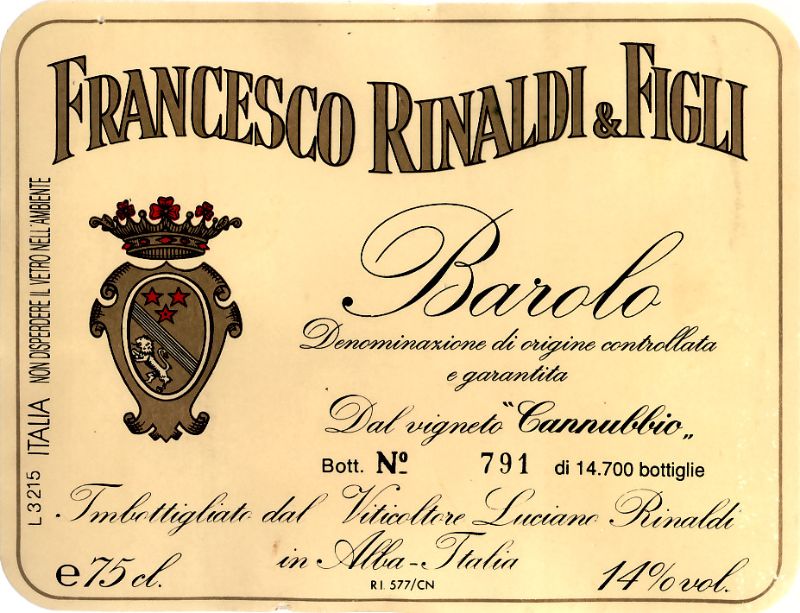 FRANCESCO RINALDI & FIGLI
Barolo
Denominazione di origine controllata
e garantita
Dal vigneto "Cannubbio„
Bott. Nº 791 di 14.700 bottiglie
Imbottigliato dal Viticoltore Luciano Rinaldi
in Alba - Italia
e 75 cl.
R.I. 577/CN
14% vol.
L 3215 ITALIA NON DISPERDERE IL VETRO NELL'AMBIENTE